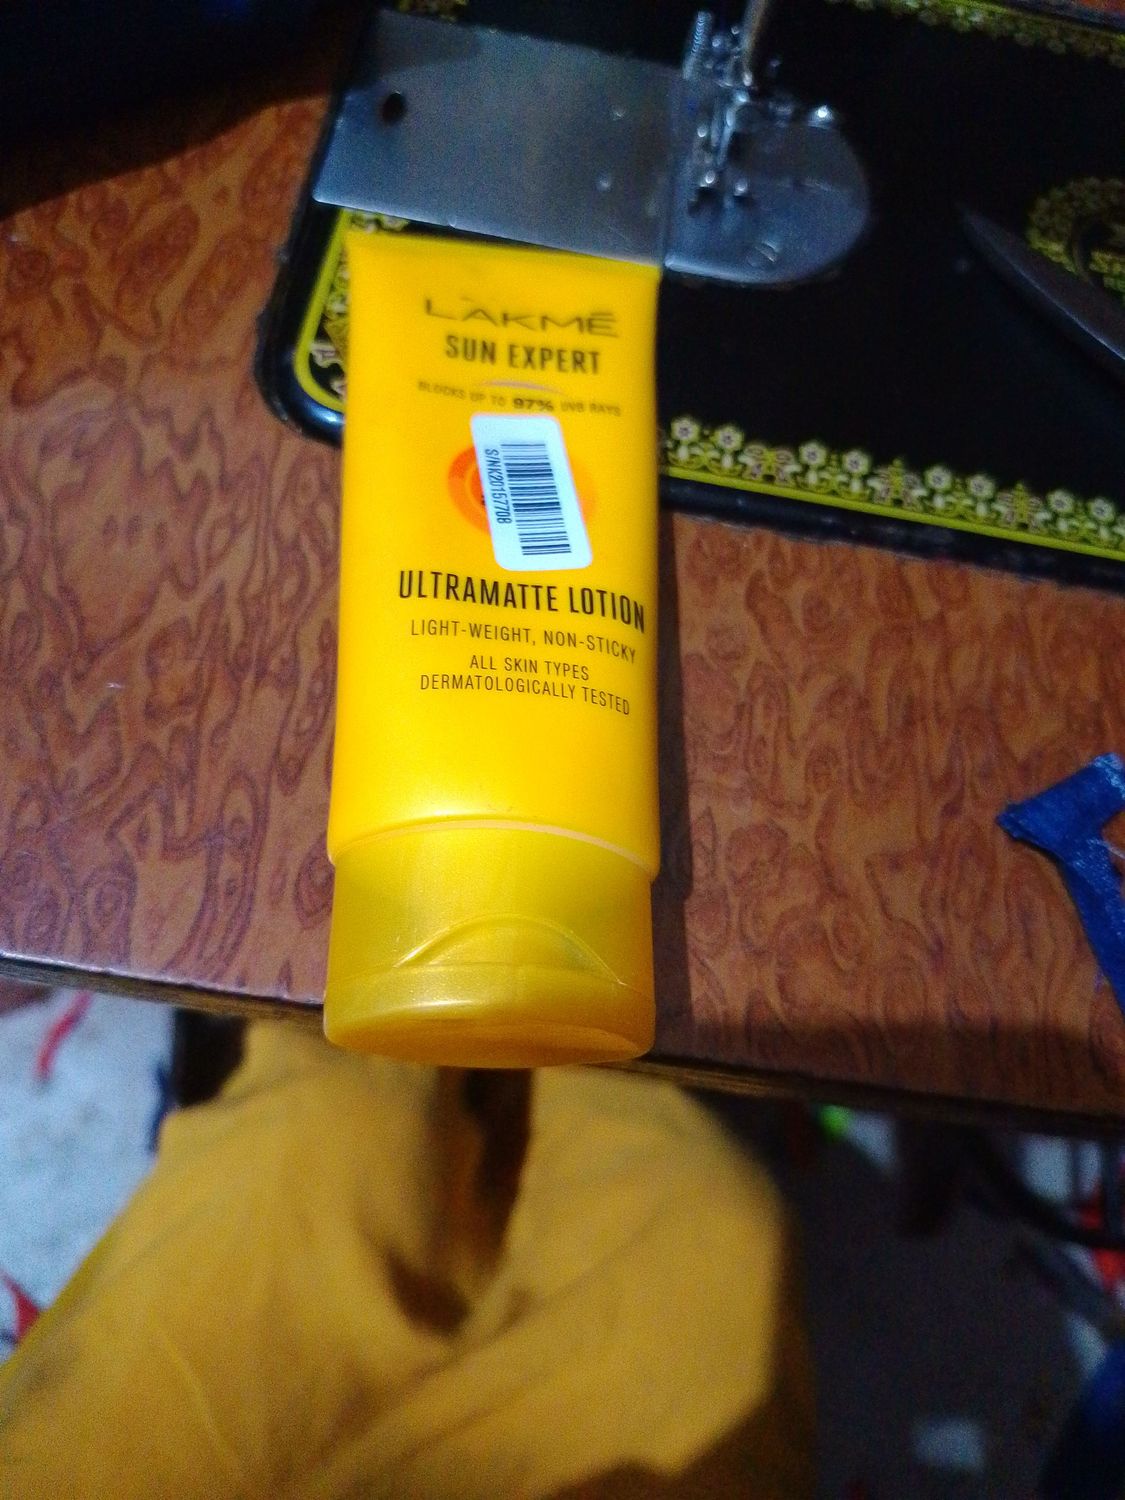 LAKMĒ
SUN EXPERT
BLOCKS UP TO 97% UVB RAYS
S/NK20157708
ULTRAMATTE LOTION
LIGHT-WEIGHT, NON-STICKY
ALL SKIN TYPES
DERMATOLOGICALLY TESTED